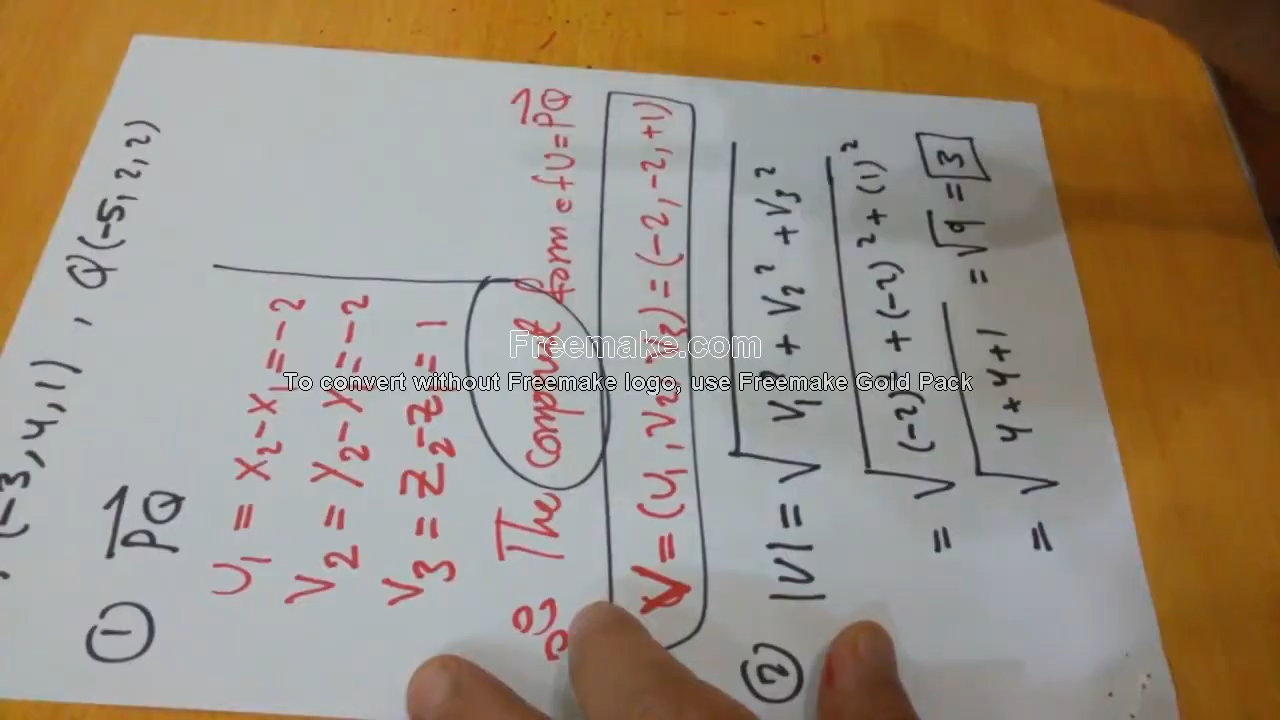 (-3,4,1) , Q(-5,2,2)
① PQ
V₁ = x₂-x₁=-2
V₂ = y₂-y₁=-2
V₃ = Z₂-Z₁=1
The form of U=PQ
V=(V₁,V₂,V₃)=(-2,-2,+1)
② |V|=√V₁²+V₂²+V₃²
=√(-2)²+(-2)²+(1)²
=√4+4+1 =√9 =3
Freemake.com
To convert without Freemake logo, use Freemake Gold Pack